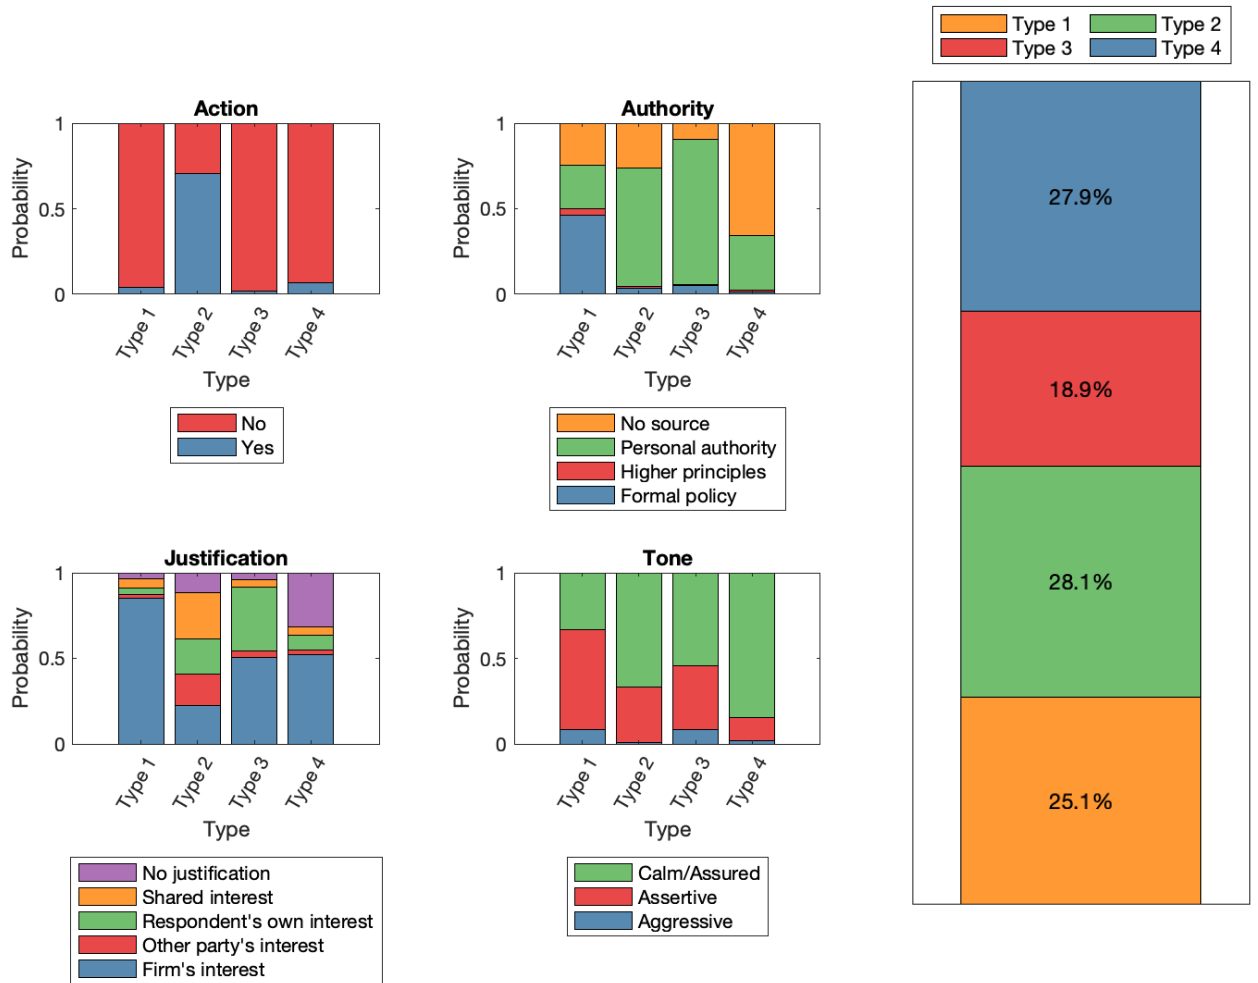 Type 1
Type 2
Type 3
Type 4
Action
Probability
1
0.5
0
Type 1
Type 2
Type 3
Type 4
Type
No
Yes
Authority
Probability
1
0.5
0
Type 1
Type 2
Type 3
Type 4
Type
No source
Personal authority
Higher principles
Formal policy
Justification
Probability
1
0.5
0
Type 1
Type 2
Type 3
Type 4
Type
No justification
Shared interest
Respondent's own interest
Other party's interest
Firm's interest
Tone
Probability
1
0.5
0
Type 1
Type 2
Type 3
Type 4
Type
Calm/Assured
Assertive
Aggressive
27.9%
18.9%
28.1%
25.1%